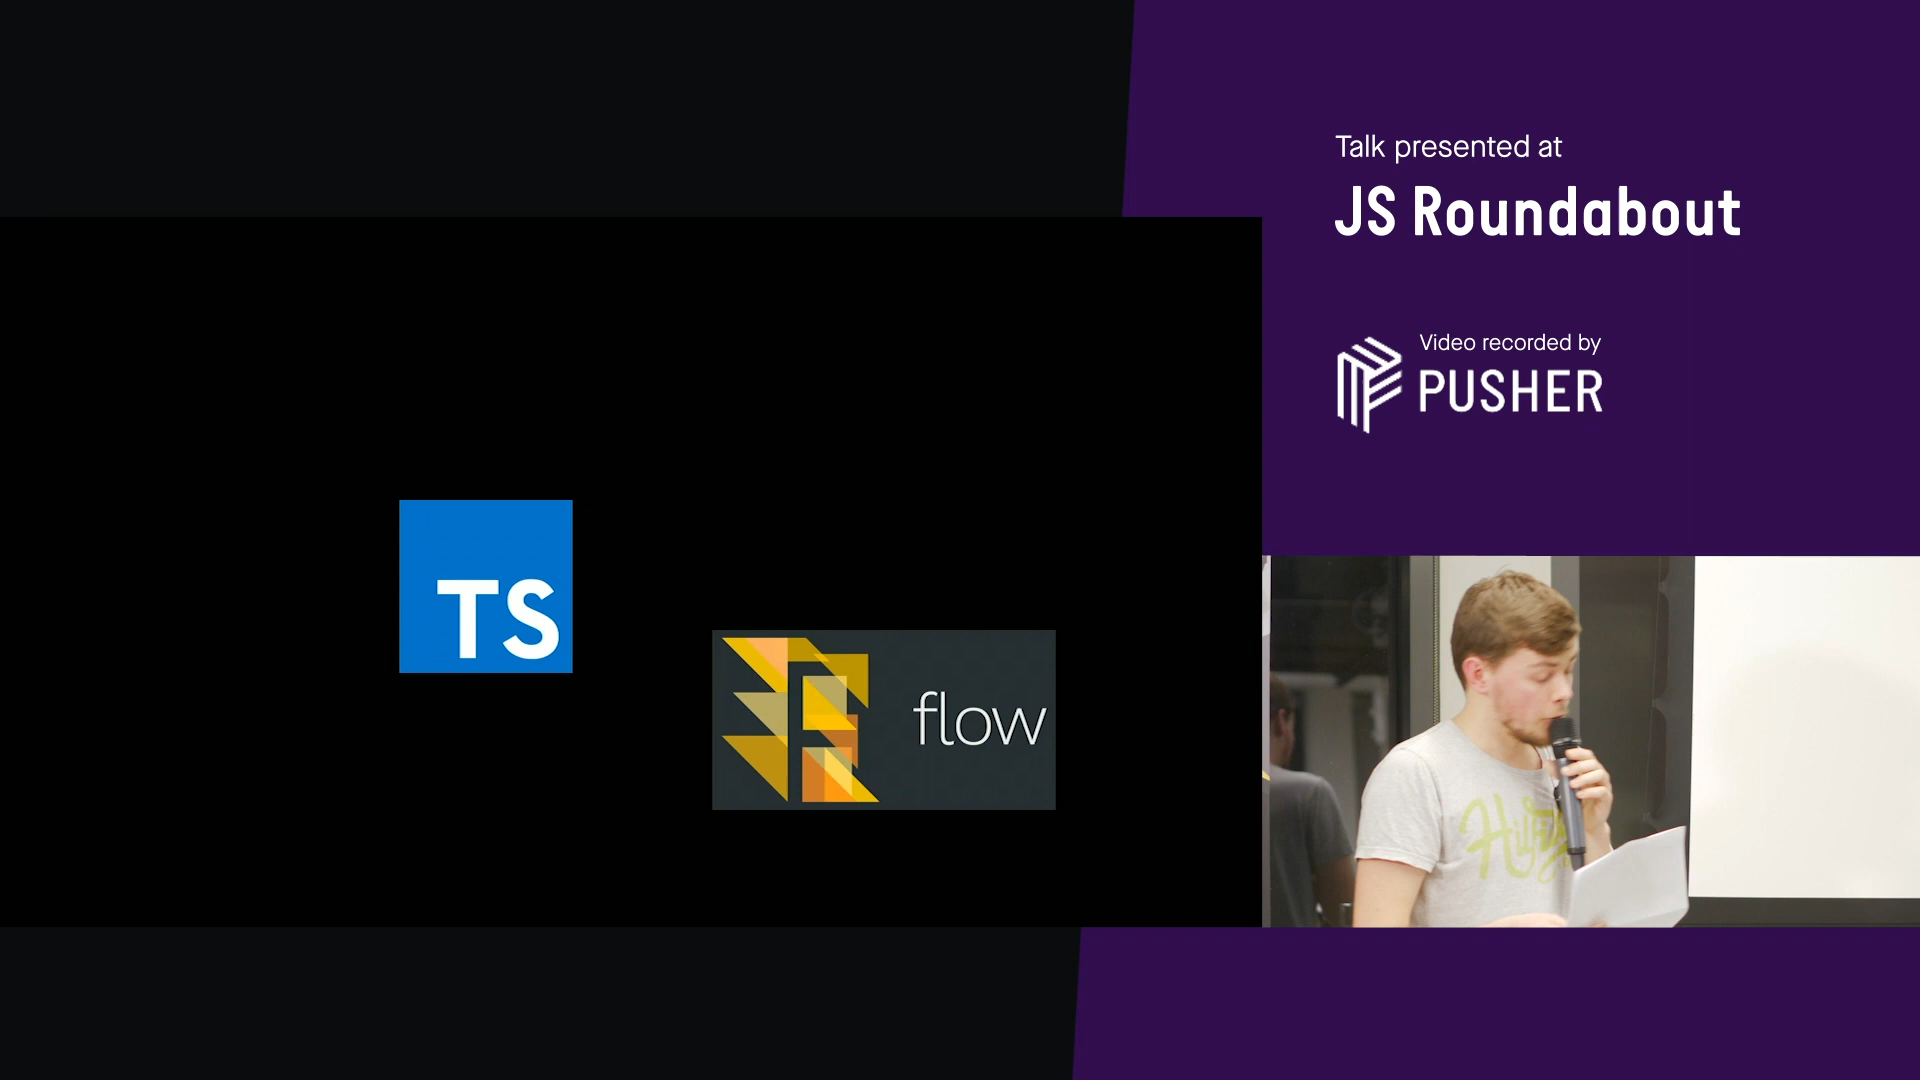 Talk presented at
JS Roundabout
Video recorded by
PUSHER
TS
flow